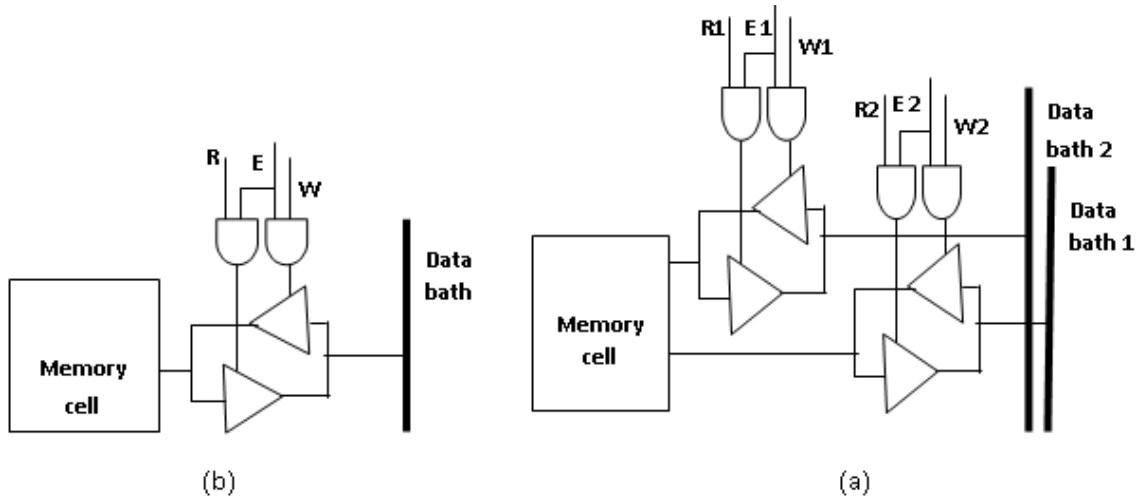 R
E
W
Data
bath
Memory
cell
(b)
R1
E 1
W1
R2
E 2
W2
Data
bath 2
Data
bath 1
Memory
cell
(a)